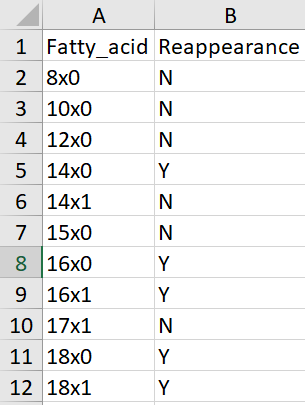 A B
1 Fatty_acid Reappearance
2 8x0 N
3 10x0 N
4 12x0 N
5 14x0 Y
6 14x1 N
7 15x0 N
8 16x0 Y
9 16x1 Y
10 17x1 N
11 18x0 Y
12 18x1 Y